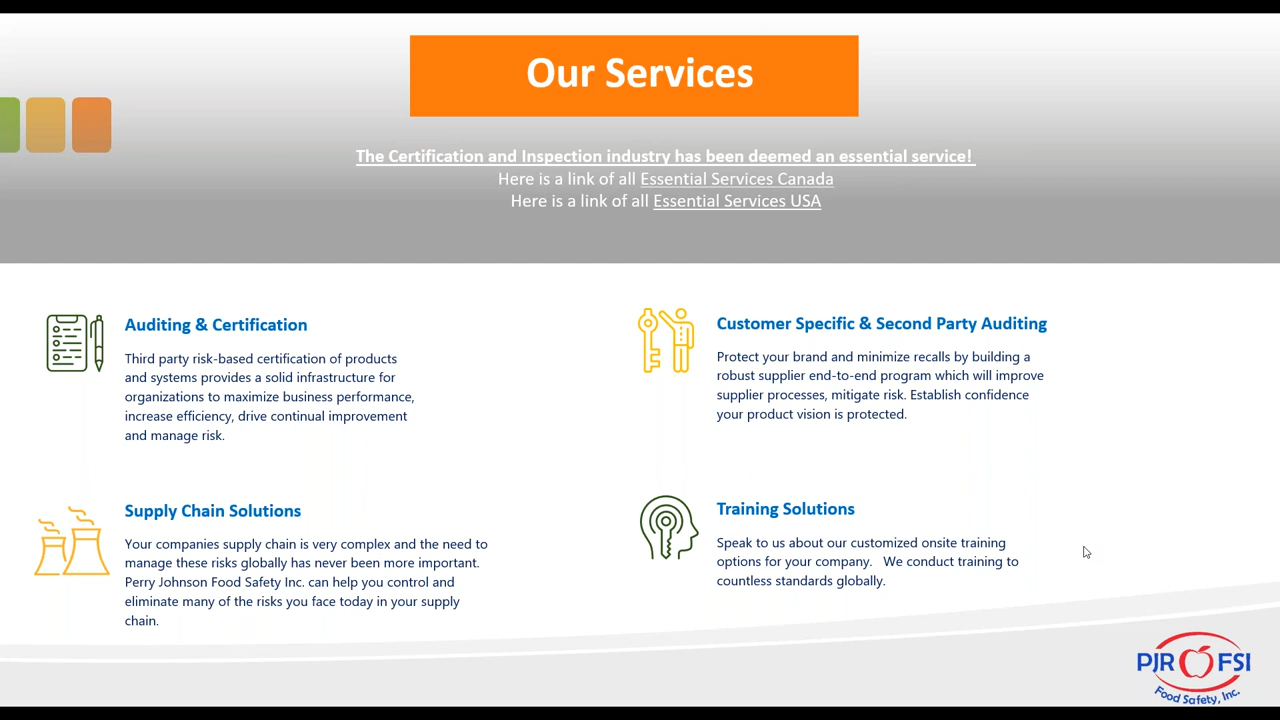 Our Services
The Certification and Inspection industry has been deemed an essential service!
Here is a link of all Essential Services Canada
Here is a link of all Essential Services USA
Auditing & Certification
Third party risk-based certification of products
and systems provides a solid infrastructure for
organizations to maximize business performance,
increase efficiency, drive continual improvement
and manage risk.
Customer Specific & Second Party Auditing
Protect your brand and minimize recalls by building a
robust supplier end-to-end program which will improve
supplier processes, mitigate risk. Establish confidence
your product vision is protected.
Supply Chain Solutions
Your companies supply chain is very complex and the need to
manage these risks globally has never been more important.
Perry Johnson Food Safety Inc. can help you control and
eliminate many of the risks you face today in your supply
chain.
Training Solutions
Speak to us about our customized onsite training
options for your company.   We conduct training to
countless standards globally.
PJR FSI
Food Safety, Inc.